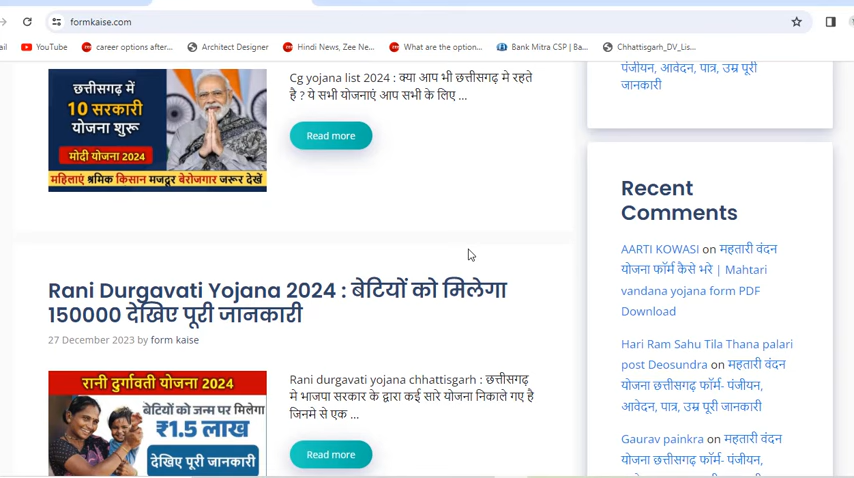 formkaise.com
ail
YouTube
career options after...
Architect Designer
Hindi News, Zee Ne...
What are the option...
Bank Mitra CSP | Ba...
Chhattisgarh_DV_Lis...
छत्तीसगढ़ में
10 सरकारी
योजना शुरू
मोदी योजना 2024
महिलाएं श्रमिक किसान मजदूर बेरोजगार जरूर देखें
Cg yojana list 2024 : क्या आप भी छत्तीसगढ़ मे रहते
है ? ये सभी योजनाएं आप सभी के लिए ...
Read more
Rani Durgavati Yojana 2024 : बेटियों को मिलेगा
150000 देखिए पूरी जानकारी
27 December 2023 by form kaise
रानी दुर्गावती योजना 2024
बेटियों को जन्म पर मिलेगा
₹1.5 लाख
देखिए पूरी जानकारी
Rani durgavati yojana chhattisgarh : छत्तीसगढ़
मे भाजपा सरकार के द्वारा कई सारे योजना निकाले गए है
जिनमे से एक ...
Read more
पंजीयन, आवेदन, पात्र, उम्र पूरी
जानकारी
Recent
Comments
AARTI KOWASI on महतारी वंदन
योजना फॉर्म कैसे भरे | Mahtari
vandana yojana form PDF
Download
Hari Ram Sahu Tila Thana palari
post Deosundra on महतारी वंदन
योजना छत्तीसगढ़ फॉर्म- पंजीयन,
आवेदन, पात्र, उम्र पूरी जानकारी
Gaurav painkra on महतारी वंदन
योजना छत्तीसगढ़ फॉर्म- पंजीयन,